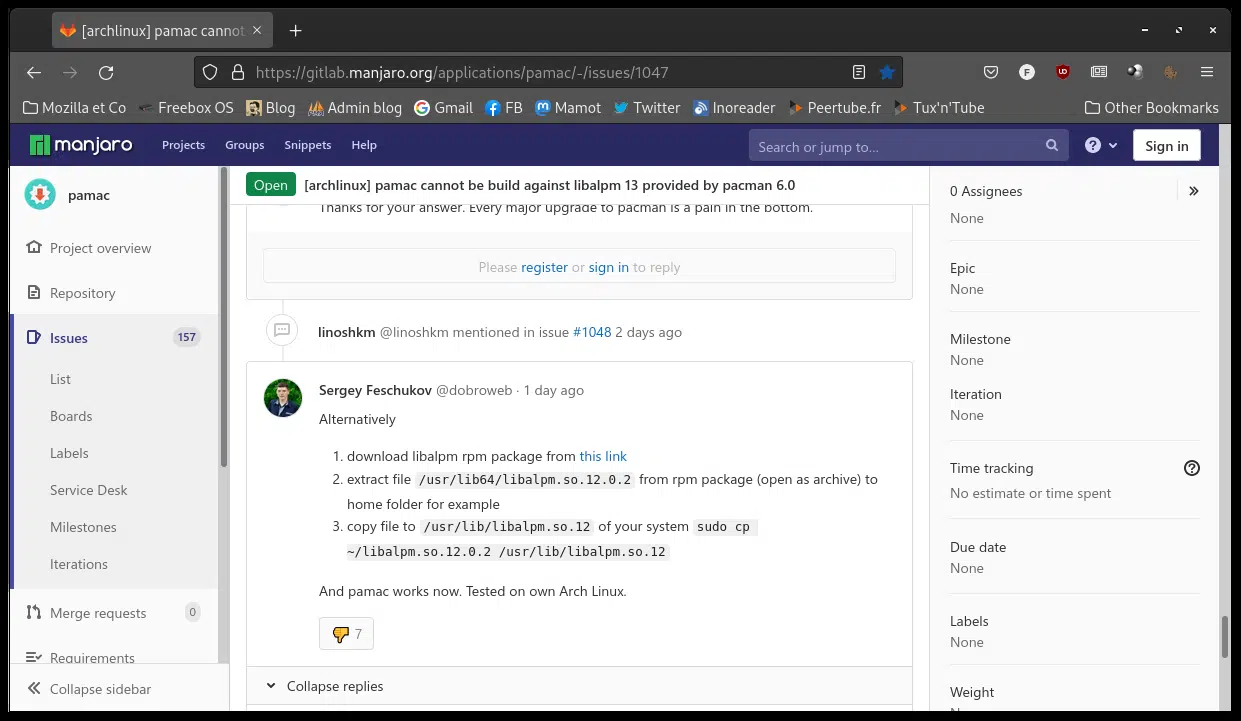 [archlinux] pamac cannot
https://gitlab.manjaro.org/applications/pamac/-/issues/1047
Mozilla et Co Freebox OS Blog Admin blog Gmail FB Mamot Twitter Inoreader Peertube.fr Tux'n'Tube Other Bookmarks
manjaro Projects Groups Snippets Help Search or jump to... Sign in
pamac
Project overview
Repository
Issues 157
List
Boards
Labels
Service Desk
Milestones
Iterations
Merge requests 0
Requirements
Collapse sidebar
Open [archlinux] pamac cannot be build against libalpm 13 provided by pacman 6.0
Thanks for your answer. Every major upgrade to pacman is a pain in the bottom.
Please register or sign in to reply
linoshkm @linoshkm mentioned in issue #1048 2 days ago
Sergey Feschukov @dobroweb · 1 day ago
Alternatively
1. download libalpm rpm package from this link
2. extract file /usr/lib64/libalpm.so.12.0.2 from rpm package (open as archive) to
home folder for example
3. copy file to /usr/lib/libalpm.so.12 of your system sudo cp
~/libalpm.so.12.0.2 /usr/lib/libalpm.so.12
And pamac works now. Tested on own Arch Linux.
7
Collapse replies
0 Assignees
None
Epic
None
Milestone
None
Iteration
None
Time tracking
No estimate or time spent
Due date
None
Labels
None
Weight